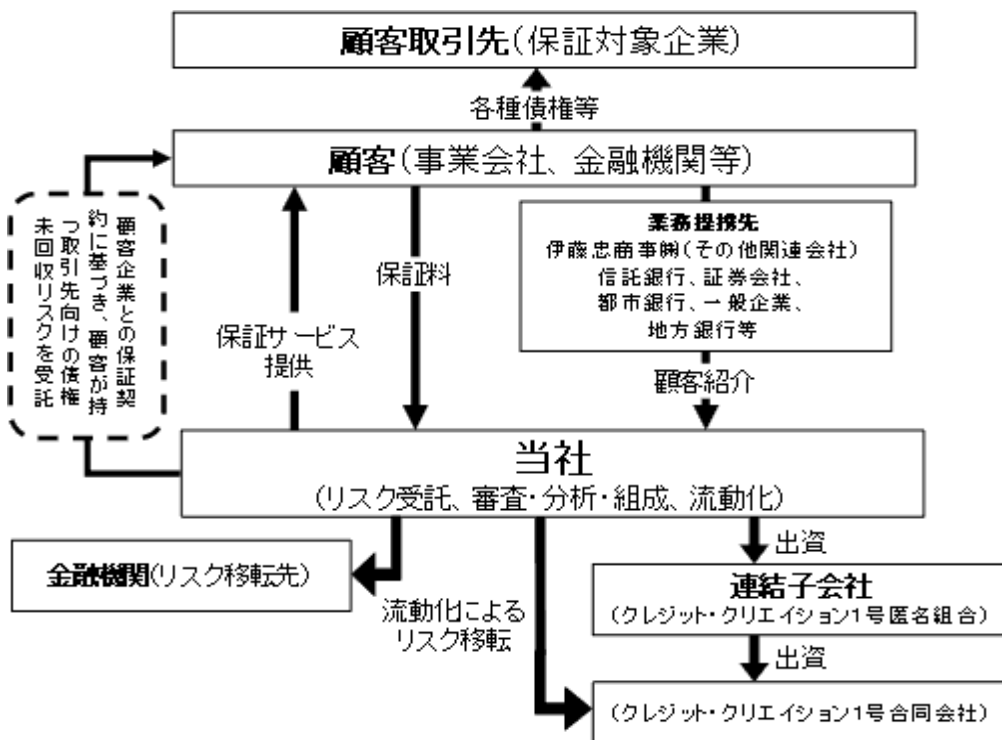 顧客取引先(保証対象企業)
各種債権等
顧客(事業会社、金融機関等)
顧客企業との保証契
約に基づき、顧客が持
つ取引先向けの債権
未回収リスクを受託
保証サービス
提供
保証料
業務提携先
伊藤忠商事㈱(その他関連会社)
信託銀行、証券会社、
都市銀行、一般企業、
地方銀行等
顧客紹介
当社
(リスク受託、審査・分析・組成、流動化)
金融機関(リスク移転先)
流動化による
リスク移転
出資
連結子会社
(クレジット・クリエイション1号匿名組合)
出資
(クレジット・クリエイション1号合同会社)